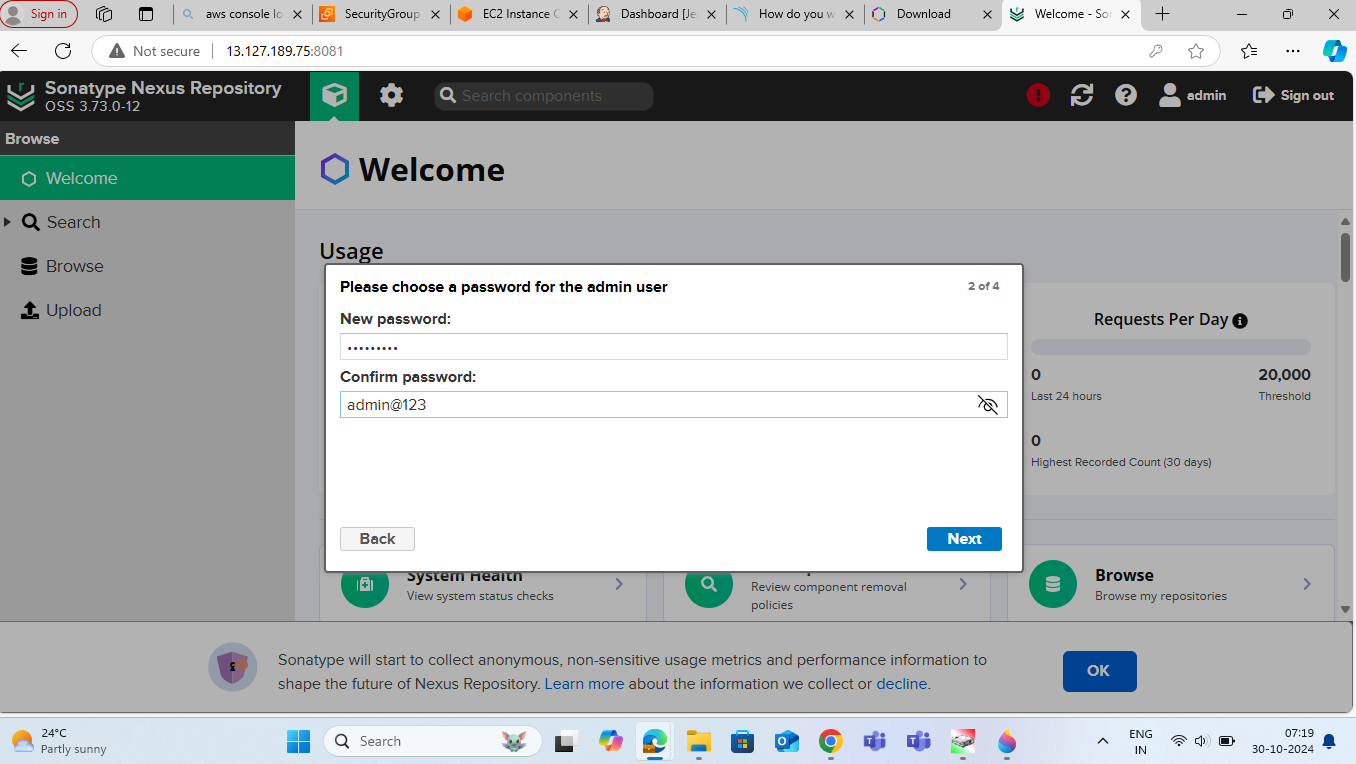 Sign in
aws console lo
SecurityGroup
EC2 Instance C
Dashboard [Je
How do you w
Download
Welcome - So
Not secure
13.127.189.75:8081
Sonatype Nexus Repository
OSS 3.73.0-12
Search components
admin
Sign out
Browse
Welcome
Search
Browse
Upload
Welcome
Usage
Please choose a password for the admin user
2 of 4
New password:
•••••••••
Confirm password:
admin@123
Back
Next
Requests Per Day
0
20,000
Last 24 hours
Threshold
0
Highest Recorded Count (30 days)
System Health
View system status checks
Review component removal
policies
Browse
Browse my repositories
Sonatype will start to collect anonymous, non-sensitive usage metrics and performance information to
shape the future of Nexus Repository. Learn more about the information we collect or decline.
OK
24°C
Partly sunny
Search
ENG
IN
07:19
30-10-2024